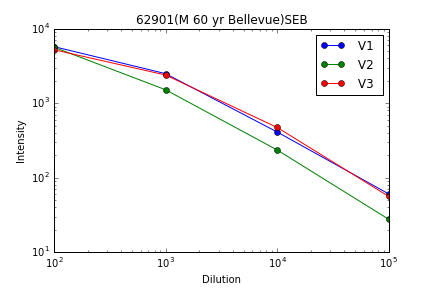 62901(M 60 yr Bellevue)SEB
10^4
10^3
10^2
10^1
Intensity
V1
V2
V3
10^2 10^3 10^4 10^5
Dilution